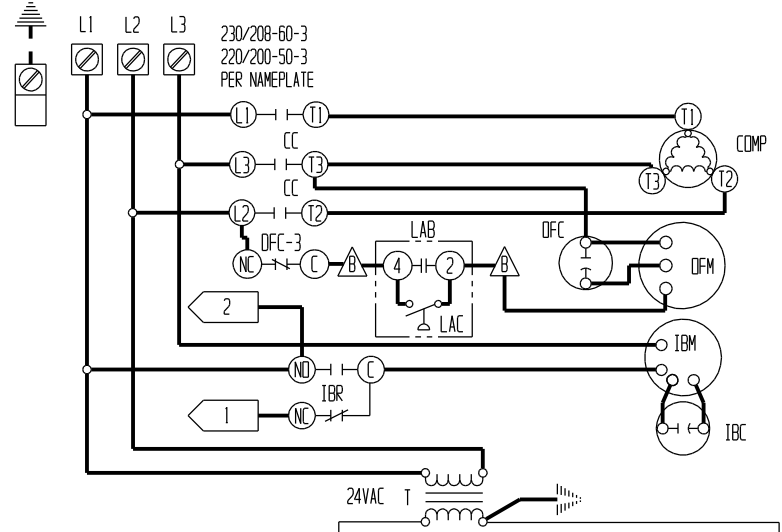 L1 L2 L3
230/208-60-3
220/200-50-3
PER NAMEPLATE
L1 T1 T1
CC COMP
L3 T3 T3 T2
CC
L2 T2
OFC-3 LAB OFC
NC C B 4 2 B OFM
2 LAC
IBM
NO C
IBR
1 NC IBC
24VAC T